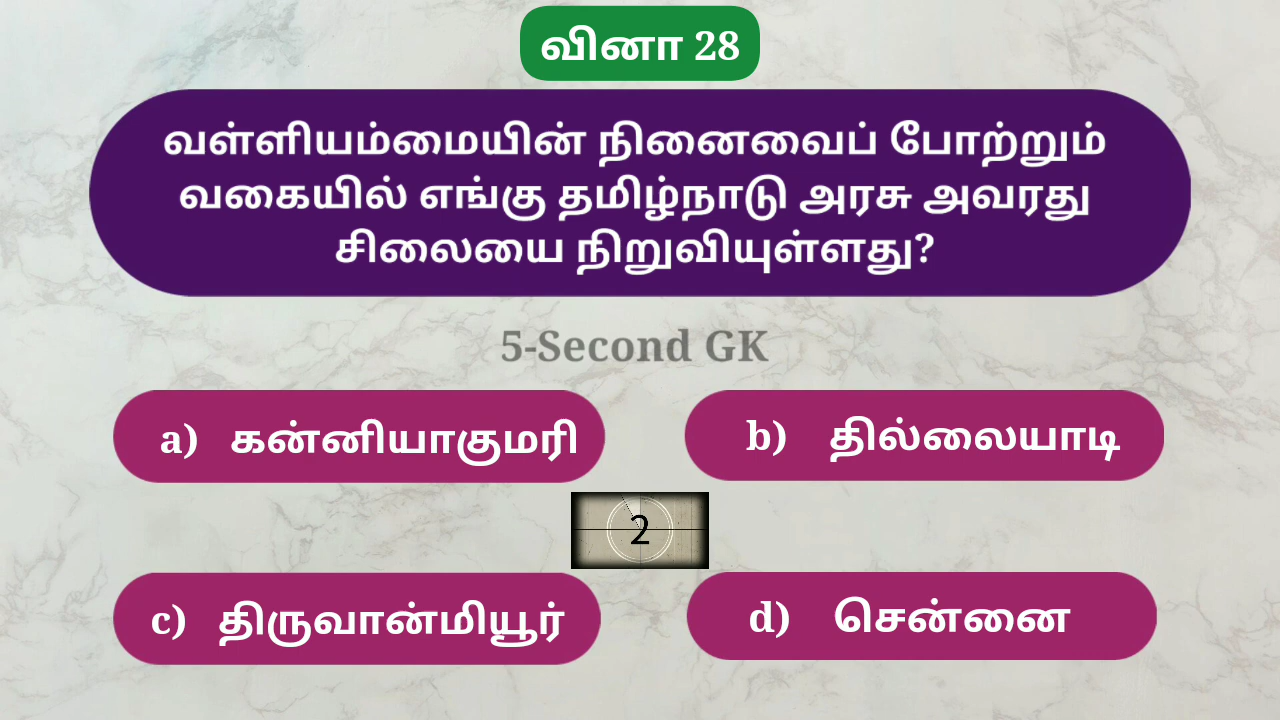 வினா 28
வள்ளியம்மையின் நினைவைப் போற்றும்
வகையில் எங்கு தமிழ்நாடு அரசு அவரது
சிலையை நிறுவியுள்ளது?
5-Second GK
a) கன்னியாகுமரி
b) தில்லையாடி
2
c) திருவான்மியூர்
d) சென்னை